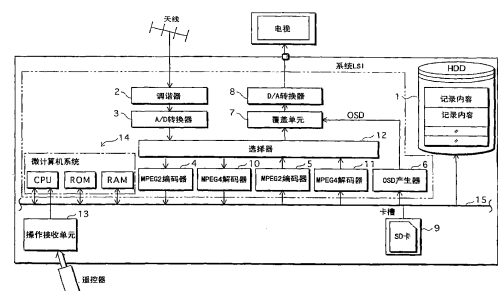 天线
电视
系统LSI
HDD
2
调谐器
8
D/A转换器
1
记录内容
3
A/D转换器
7
覆盖单元
OSD
记录内容
14
12
选择器
微计算机系统
4
10
5
11
6
CPU
ROM
RAM
MPEG2编码器
MPEG4解码器
MPEG2编码器
MPEG4解码器
OSD产生器
15
13
卡槽
操作接收单元
SD卡
9
遥控器